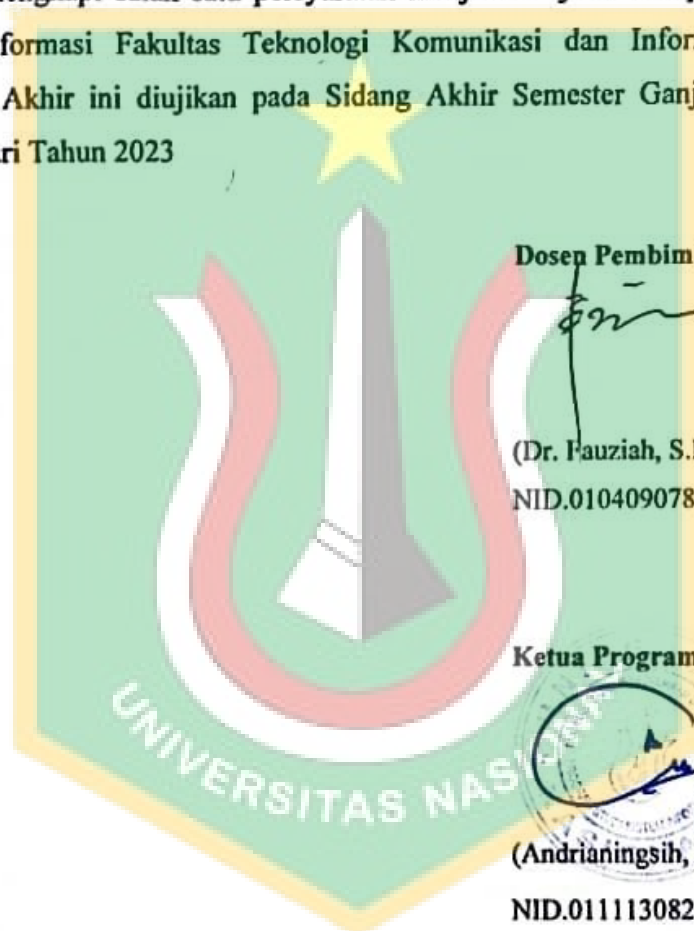 formasi Fakultas Teknologi Komunikasi dan Infor
Akhir ini diujikan pada Sidang Akhir Semester Ganj
ri Tahun 2023
Dosen Pembim
(Dr. Fauziah, S.
NID.010409078
Ketua Program
UNIVERSITAS NASIONAL
(Andrianingsih,
NID.011113082